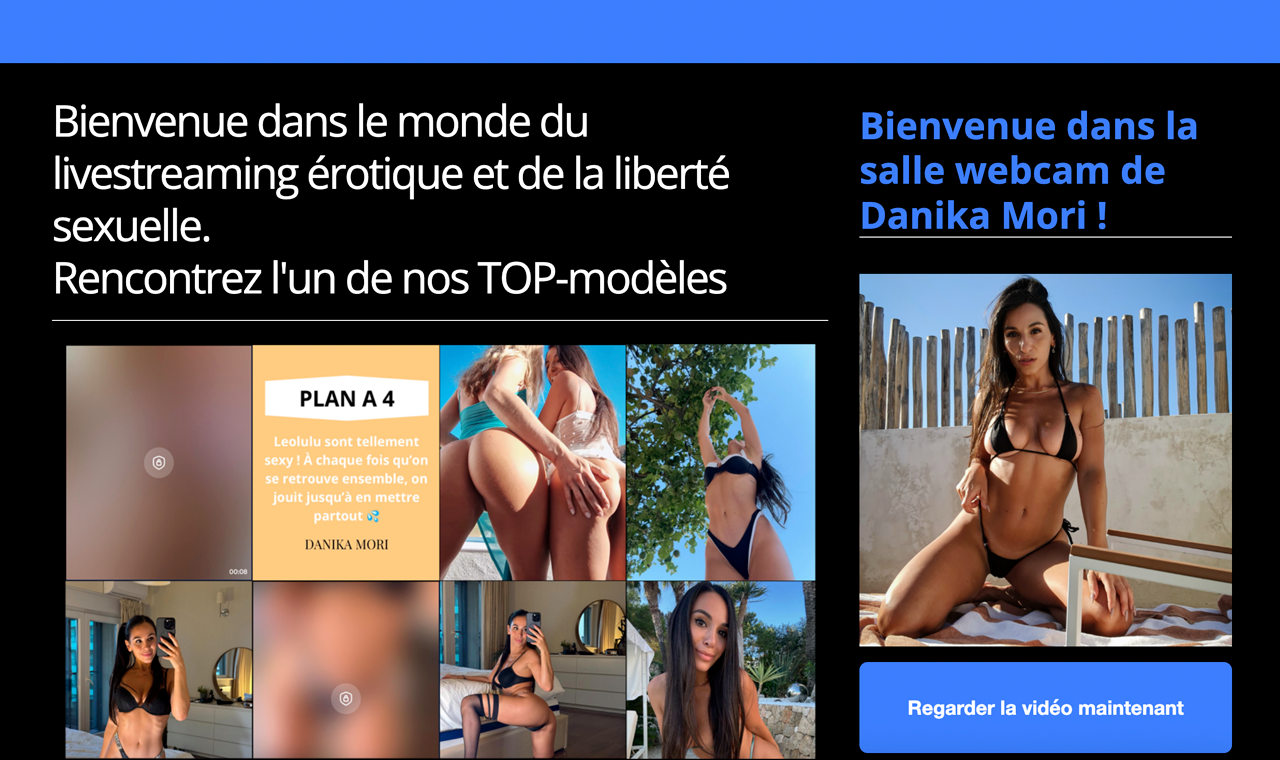 Bienvenue dans le monde du
livestreaming érotique et de la liberté
sexuelle.
Rencontrez l'un de nos TOP-modèles
PLAN A 4
Leolulu sont tellement
sexy ! À chaque fois qu'on
se retrouve ensemble, on
jouit jusqu'à en mettre
partout 💦
DANIKA MORI
00:08
Bienvenue dans la
salle webcam de
Danika Mori !
Regarder la vidéo maintenant